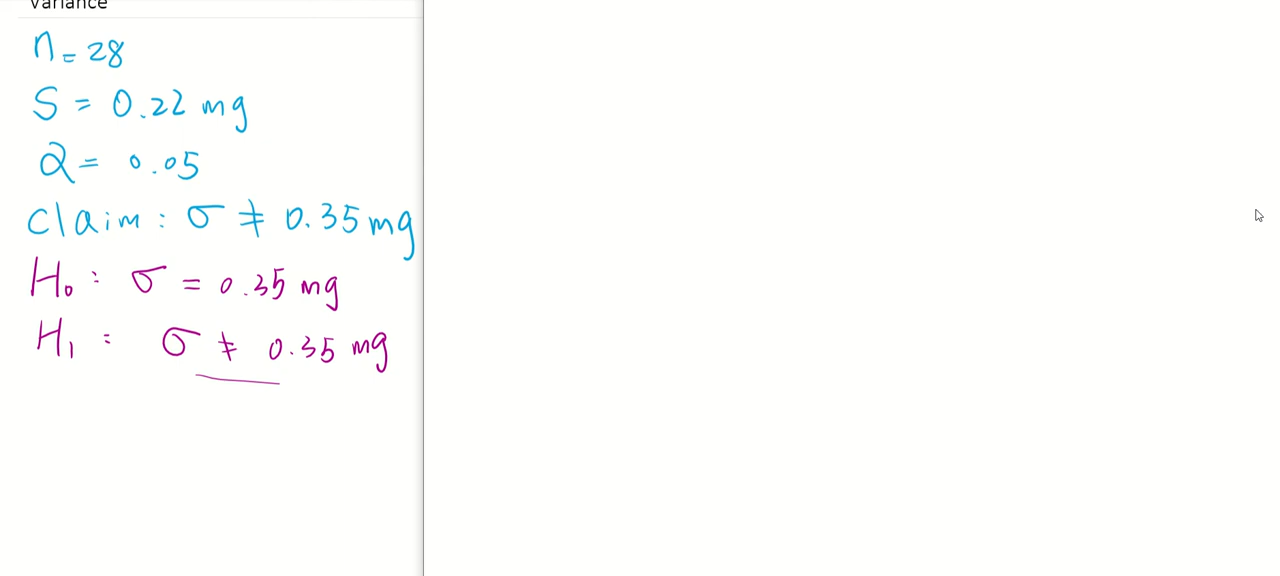 Variance
n = 28
S = 0.22 mg
α = 0.05
Claim : σ ≠ 0.35 mg
H₀ : σ = 0.35 mg
H₁ : σ ≠ 0.35 mg